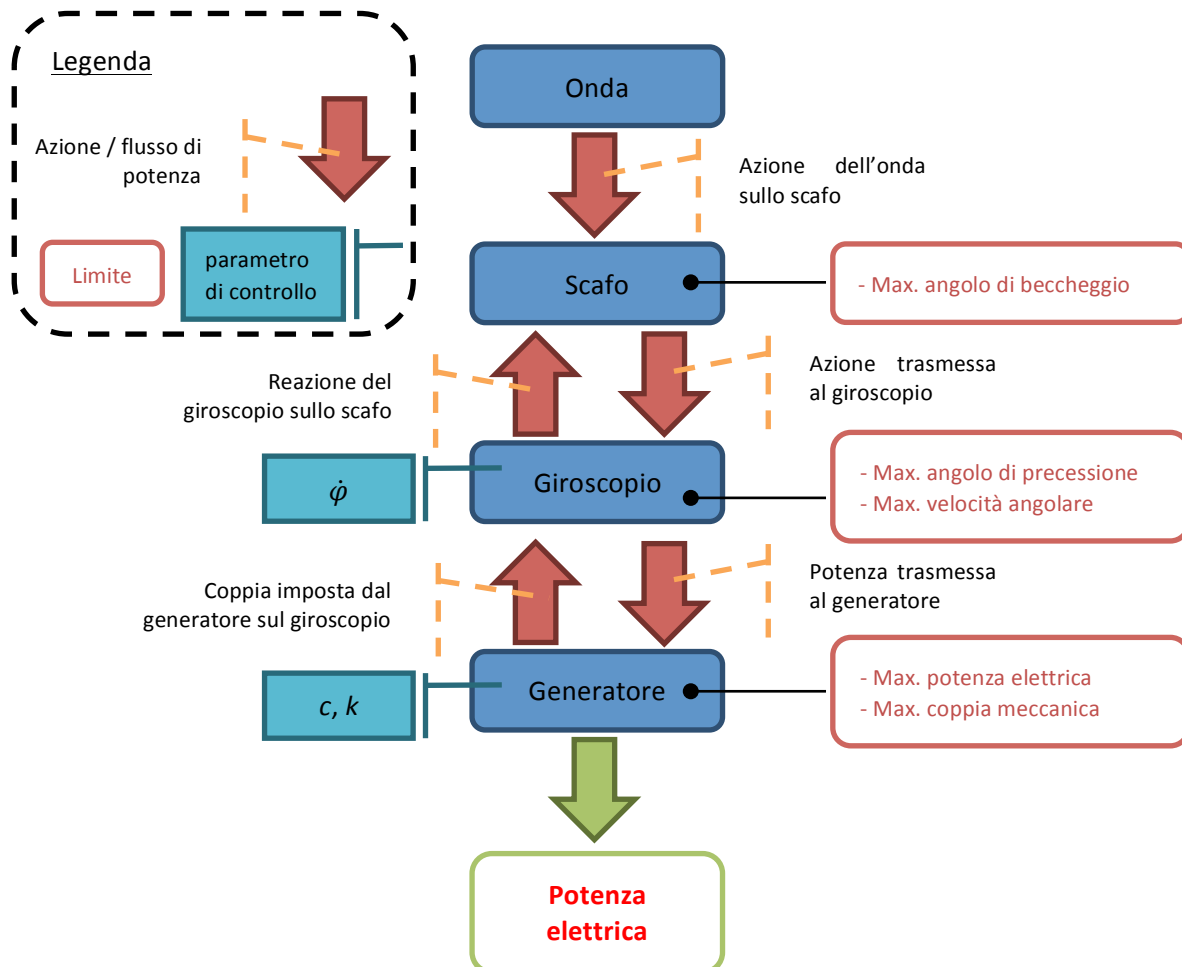 Legenda
Azione / flusso di
potenza
Limite
parametro
di controllo
Onda
Azione dell’onda
sullo scafo
Scafo
- Max. angolo di beccheggio
Reazione del
giroscopio sullo scafo
Azione trasmessa
al giroscopio
φ̇
Giroscopio
- Max. angolo di precessione
- Max. velocità angolare
Coppia imposta dal
generatore sul giroscopio
Potenza trasmessa
al generatore
c, k
Generatore
- Max. potenza elettrica
- Max. coppia meccanica
Potenza
elettrica